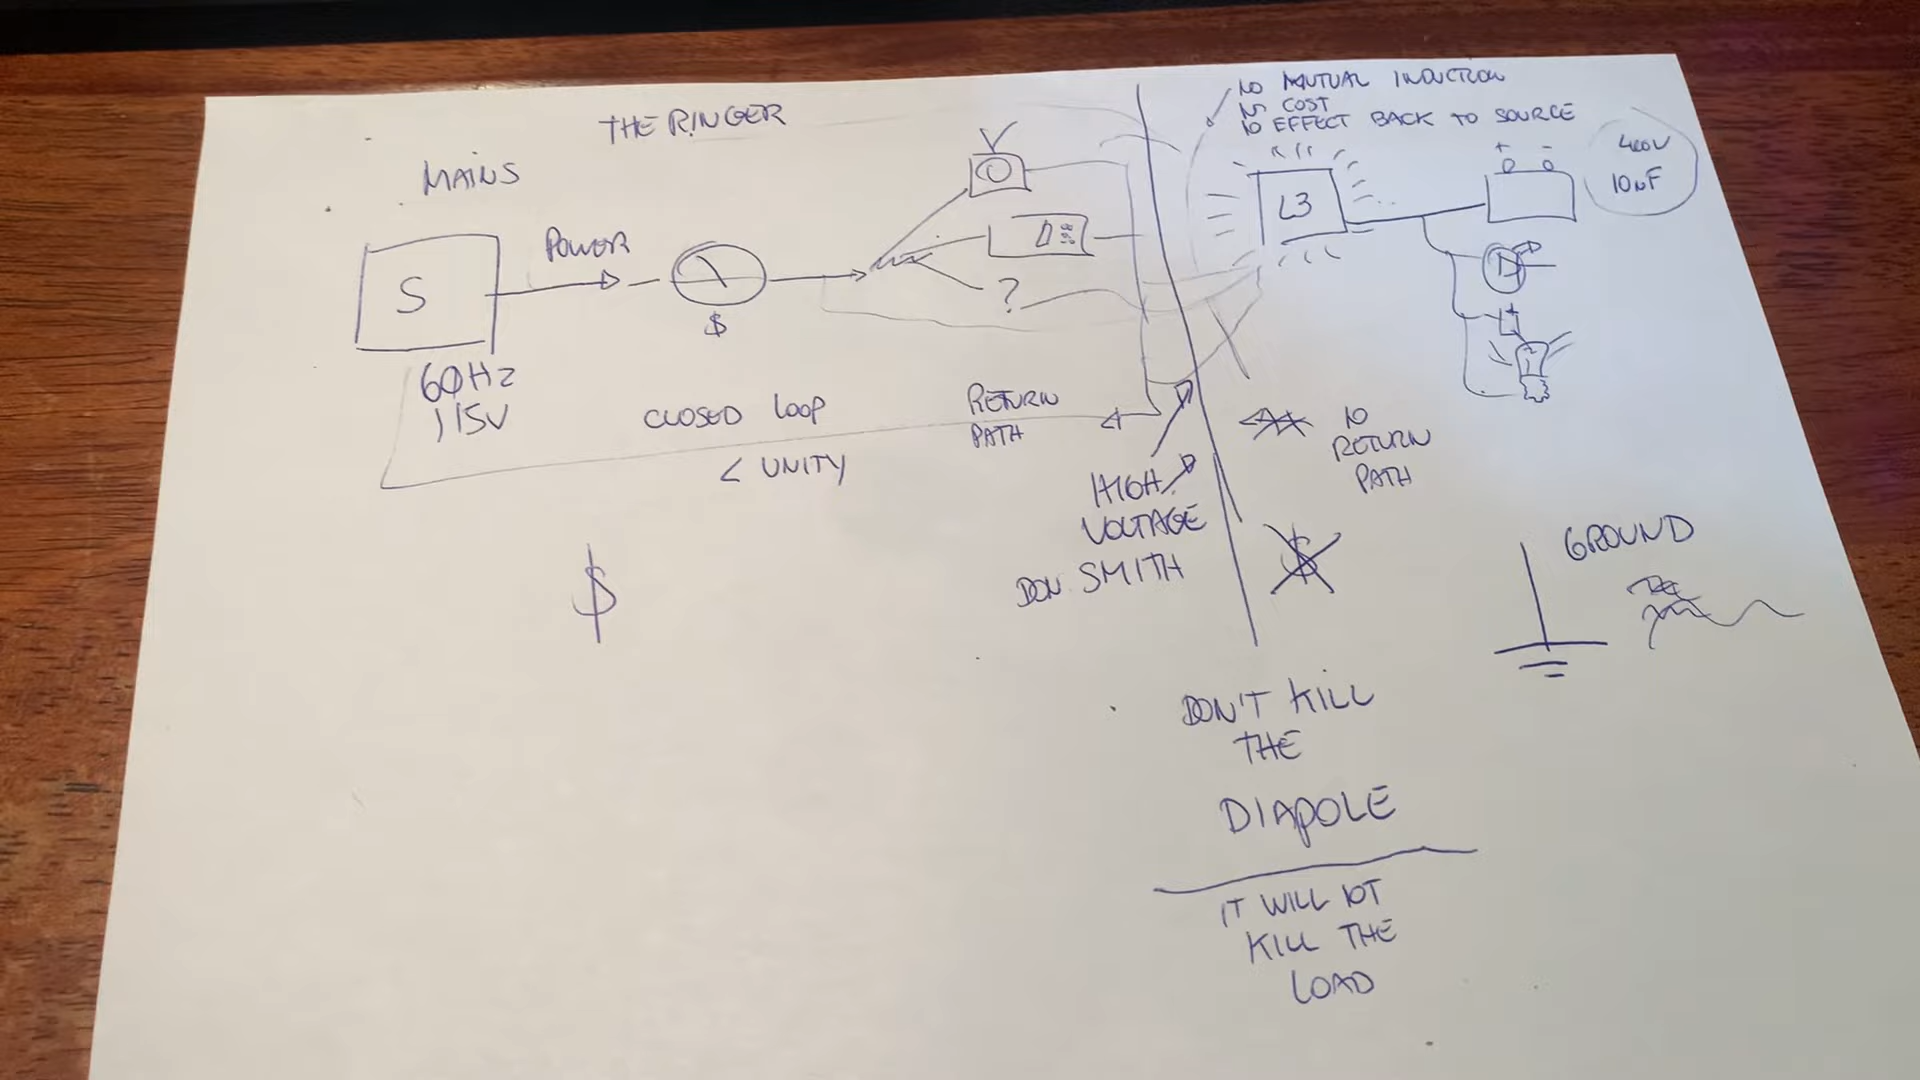 THE RINGER
MAINS
POWER
S
$
60Hz
115V
CLOSED LOOP
< UNITY
RETURN
PATH
V
?
NO MUTUAL INDUCTION
NO COST
NO EFFECT BACK TO SOURCE
L3
+ -
400V
10nF
NO
RETURN
PATH
HIGH
VOLTAGE
DON SMITH
$
$
GROUND
DON'T KILL
THE
DIAPOLE
IT WILL NOT
KILL THE
LOAD